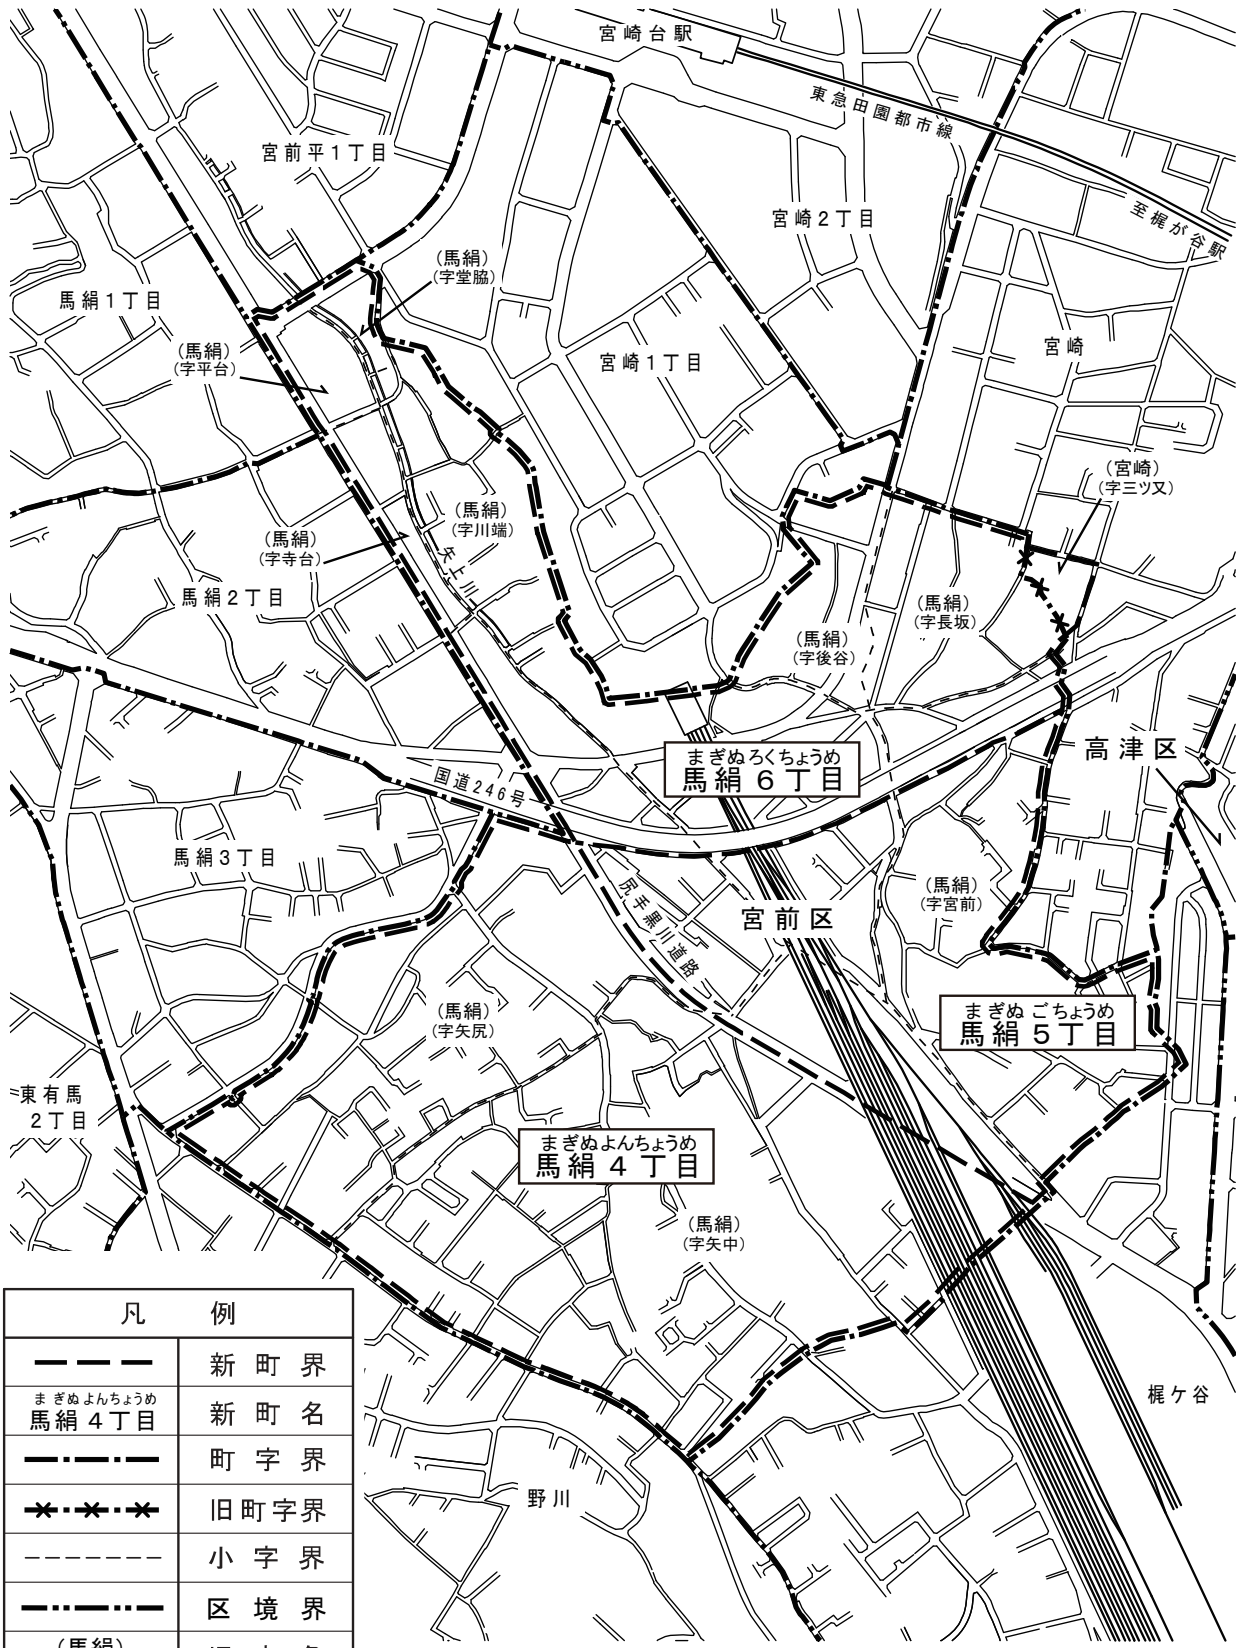 宮崎台駅
東急田園都市線
宮前平1丁目
至梶が谷駅
宮崎2丁目
(馬絹)
(字堂脇)
馬絹1丁目
(馬絹)
(字平台)
宮崎1丁目
宮崎
(宮崎)
(字三ツ又)
(馬絹)
(字川端)
(馬絹)
(字寺台)
矢上川
馬絹2丁目
(馬絹)
(字長坂)
(馬絹)
(字後谷)
高津区
まぎぬろくちょうめ
馬絹6丁目
国道246号
馬絹3丁目
尻手黒川道路
(馬絹)
(字宮前)
宮前区
(馬絹)
(字矢尻)
まぎぬごちょうめ
馬絹5丁目
東有馬
2丁目
まぎぬよんちょうめ
馬絹4丁目
(馬絹)
(字矢中)
梶ケ谷
野川
凡例
新町界
まぎぬよんちょうめ
馬絹4丁目
新町名
町字界
旧町字界
小字界
区境界
(馬絹)